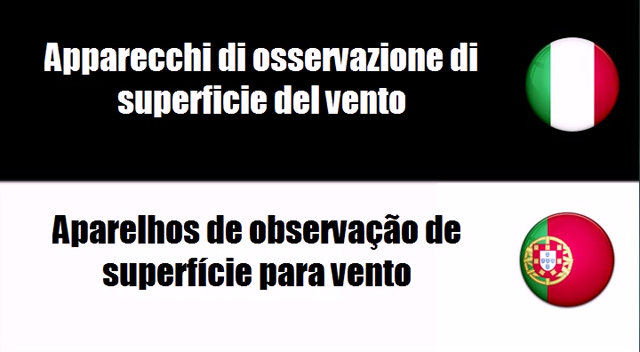 Apparecchi di osservazione di
superficie del vento
Aparelhos de observação de
superfície para vento